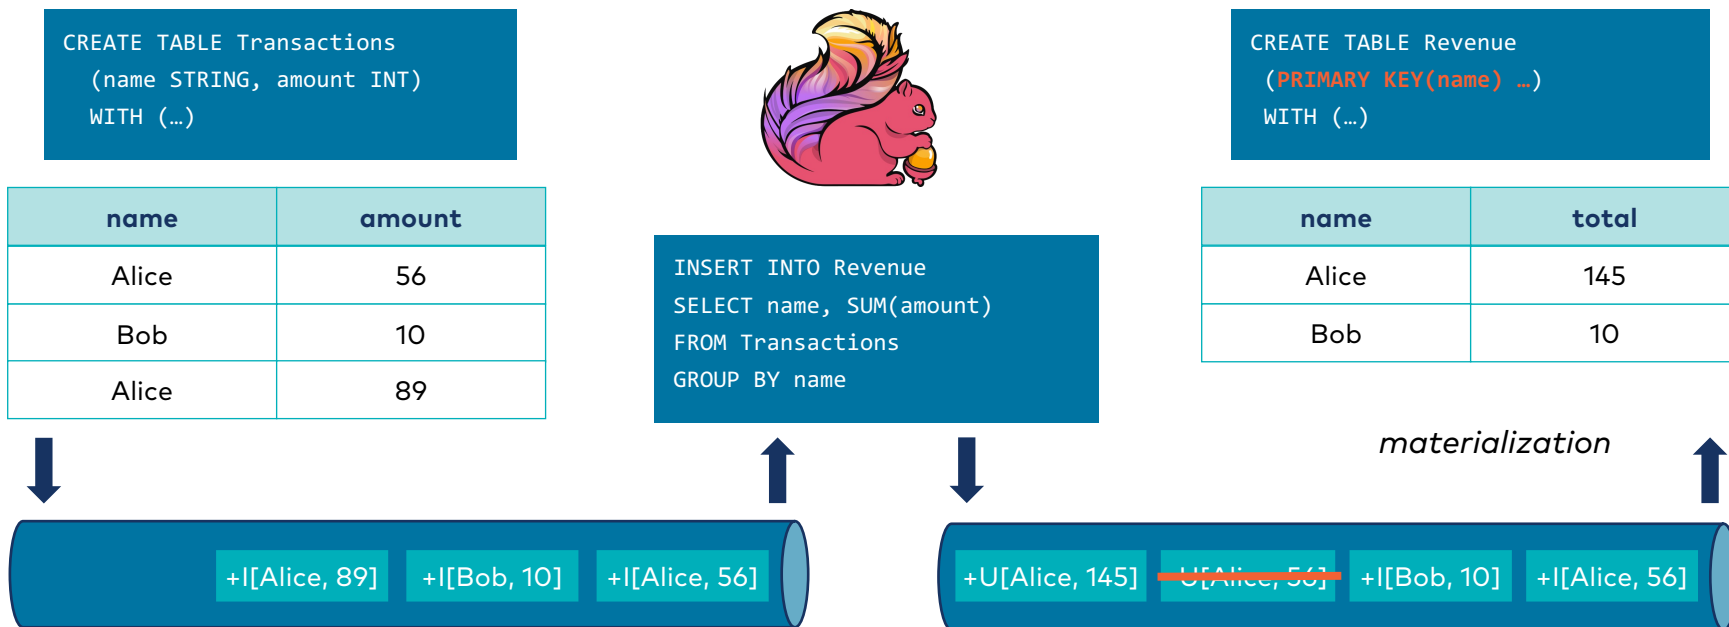 CREATE TABLE Transactions
(name STRING, amount INT)
WITH (…)
name amount
Alice 56
Bob 10
Alice 89
INSERT INTO Revenue
SELECT name, SUM(amount)
FROM Transactions
GROUP BY name
CREATE TABLE Revenue
(PRIMARY KEY(name) …)
WITH (…)
name total
Alice 145
Bob 10
materialization
+I[Alice, 89] +I[Bob, 10] +I[Alice, 56]
+U[Alice, 145] -U[Alice, 56] +I[Bob, 10] +I[Alice, 56]